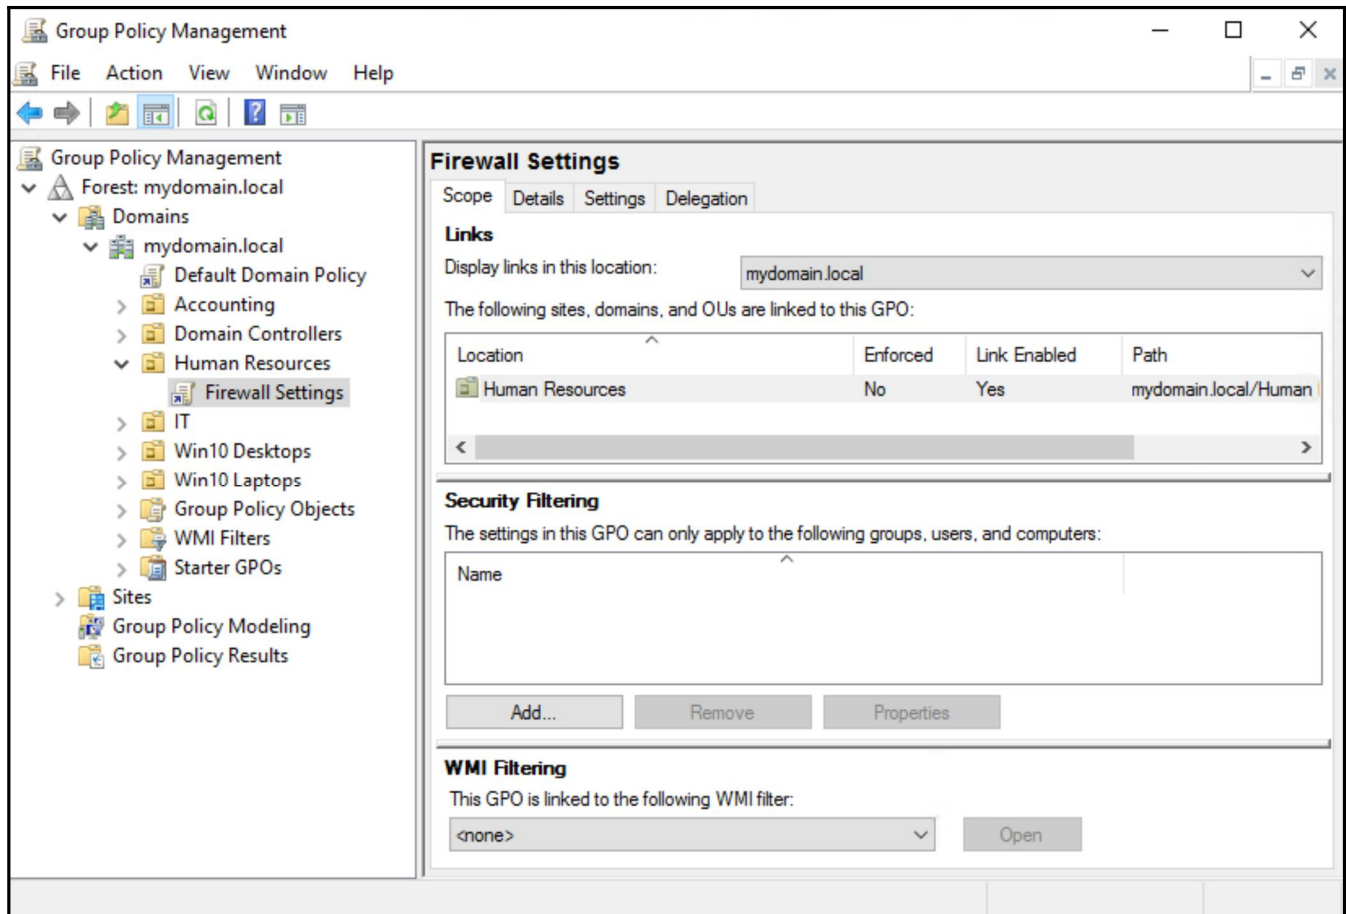 Group Policy Management
File Action View Window Help
Group Policy Management
Forest: mydomain.local
Domains
mydomain.local
Default Domain Policy
Accounting
Domain Controllers
Human Resources
Firewall Settings
IT
Win10 Desktops
Win10 Laptops
Group Policy Objects
WMI Filters
Starter GPOs
Sites
Group Policy Modeling
Group Policy Results
Firewall Settings
Scope Details Settings Delegation
Links
Display links in this location: mydomain.local
The following sites, domains, and OUs are linked to this GPO:
Location Enforced Link Enabled Path
Human Resources No Yes mydomain.local/Human
Security Filtering
The settings in this GPO can only apply to the following groups, users, and computers:
Name
Add... Remove Properties
WMI Filtering
This GPO is linked to the following WMI filter:
<none> Open